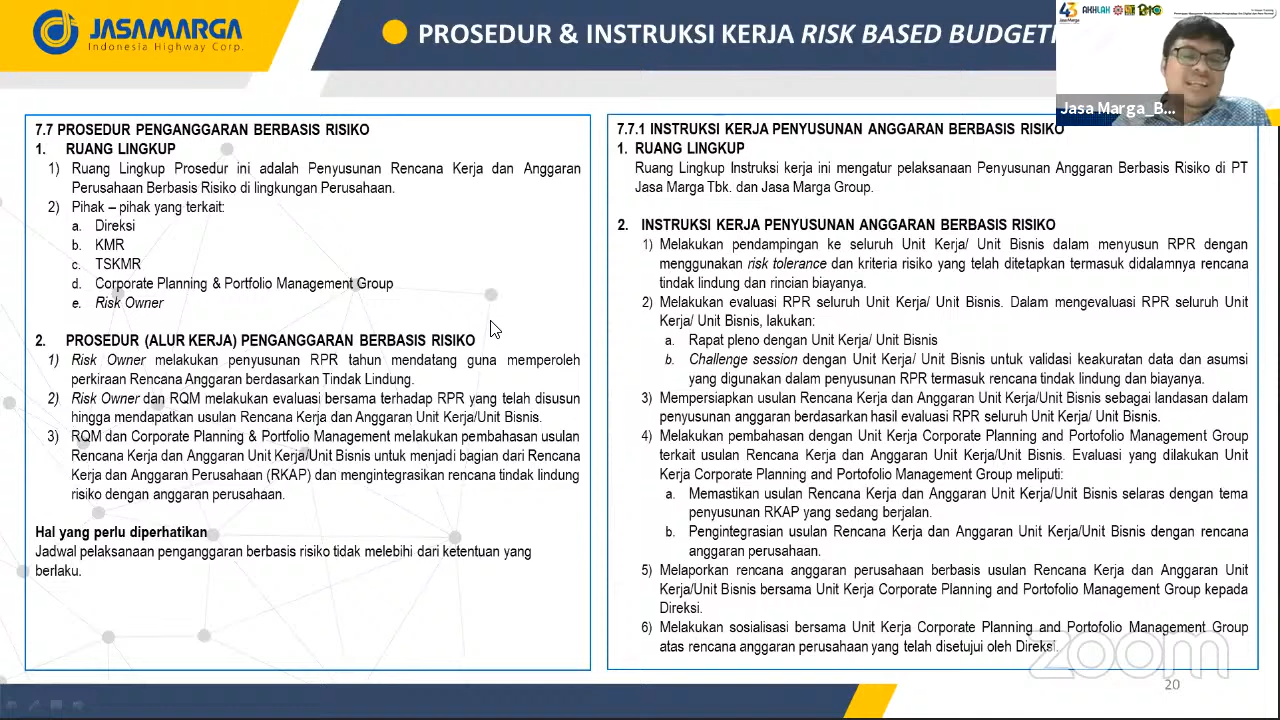 JASAMARGA
Indonesia Highway Corp.
PROSEDUR & INSTRUKSI KERJA RISK BASED BUDGETI
43
AKHLAK
Jasa Marga_B...
7.7 PROSEDUR PENGANGGARAN BERBASIS RISIKO
1. RUANG LINGKUP
1) Ruang Lingkup Prosedur ini adalah Penyusunan Rencana Kerja dan Anggaran
Perusahaan Berbasis Risiko di lingkungan Perusahaan.
2) Pihak – pihak yang terkait:
a. Direksi
b. KMR
c. TSKMR
d. Corporate Planning & Portfolio Management Group
e. Risk Owner
2. PROSEDUR (ALUR KERJA) PENGANGGARAN BERBASIS RISIKO
1) Risk Owner melakukan penyusunan RPR tahun mendatang guna memperoleh
perkiraan Rencana Anggaran berdasarkan Tindak Lindung.
2) Risk Owner dan RQM melakukan evaluasi bersama terhadap RPR yang telah disusun
hingga mendapatkan usulan Rencana Kerja dan Anggaran Unit Kerja/Unit Bisnis.
3) RQM dan Corporate Planning & Portfolio Management melakukan pembahasan usulan
Rencana Kerja dan Anggaran Unit Kerja/Unit Bisnis untuk menjadi bagian dari Rencana
Kerja dan Anggaran Perusahaan (RKAP) dan mengintegrasikan rencana tindak lindung
risiko dengan anggaran perusahaan.
Hal yang perlu diperhatikan
Jadwal pelaksanaan penganggaran berbasis risiko tidak melebihi dari ketentuan yang
berlaku.
7.7.1 INSTRUKSI KERJA PENYUSUNAN ANGGARAN BERBASIS RISIKO
1. RUANG LINGKUP
Ruang Lingkup Instruksi kerja ini mengatur pelaksanaan Penyusunan Anggaran Berbasis Risiko di PT
Jasa Marga Tbk. dan Jasa Marga Group.
2. INSTRUKSI KERJA PENYUSUNAN ANGGARAN BERBASIS RISIKO
1) Melakukan pendampingan ke seluruh Unit Kerja/ Unit Bisnis dalam menyusun RPR dengan
menggunakan risk tolerance dan kriteria risiko yang telah ditetapkan termasuk didalamnya rencana
tindak lindung dan rincian biayanya.
2) Melakukan evaluasi RPR seluruh Unit Kerja/ Unit Bisnis. Dalam mengevaluasi RPR seluruh Unit
Kerja/ Unit Bisnis, lakukan:
a. Rapat pleno dengan Unit Kerja/ Unit Bisnis
b. Challenge session dengan Unit Kerja/ Unit Bisnis untuk validasi keakuratan data dan asumsi
yang digunakan dalam penyusunan RPR termasuk rencana tindak lindung dan biayanya.
3) Mempersiapkan usulan Rencana Kerja dan Anggaran Unit Kerja/Unit Bisnis sebagai landasan dalam
penyusunan anggaran berdasarkan hasil evaluasi RPR seluruh Unit Kerja/ Unit Bisnis.
4) Melakukan pembahasan dengan Unit Kerja Corporate Planning and Portofolio Management Group
terkait usulan Rencana Kerja dan Anggaran Unit Kerja/Unit Bisnis. Evaluasi yang dilakukan Unit
Kerja Corporate Planning and Portofolio Management Group meliputi:
a. Memastikan usulan Rencana Kerja dan Anggaran Unit Kerja/Unit Bisnis selaras dengan tema
penyusunan RKAP yang sedang berjalan.
b. Pengintegrasian usulan Rencana Kerja dan Anggaran Unit Kerja/Unit Bisnis dengan rencana
anggaran perusahaan.
5) Melaporkan rencana anggaran perusahaan berbasis usulan Rencana Kerja dan Anggaran Unit
Kerja/Unit Bisnis bersama Unit Kerja Corporate Planning and Portofolio Management Group kepada
Direksi.
6) Melakukan sosialisasi bersama Unit Kerja Corporate Planning and Portofolio Management Group
atas rencana anggaran perusahaan yang telah disetujui oleh Direksi.
zoom
20